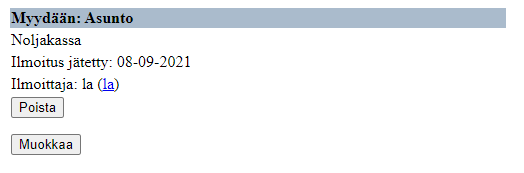 Myydään: Asunto
Noljakassa
Ilmoitus jätetty: 08-09-2021
Ilmoittaja: la (la)
Poista
Muokkaa